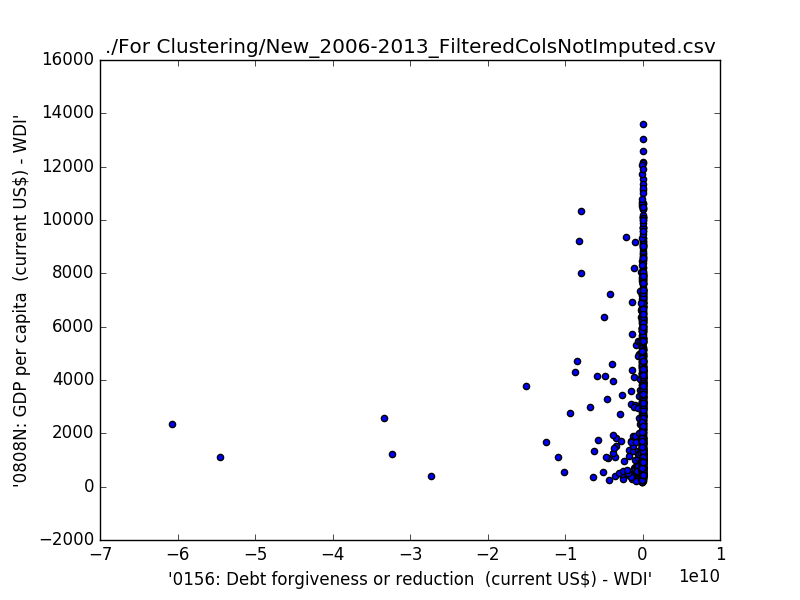 ./For Clustering/New_2006-2013_FilteredColsNotImputed.csv
16000
14000
12000
10000
8000
6000
4000
2000
0
−2000
'0808N: GDP per capita  (current US$) - WDI'
−7 −6 −5 −4 −3 −2 −1 0 1
1e10
'0156: Debt forgiveness or reduction  (current US$) - WDI'